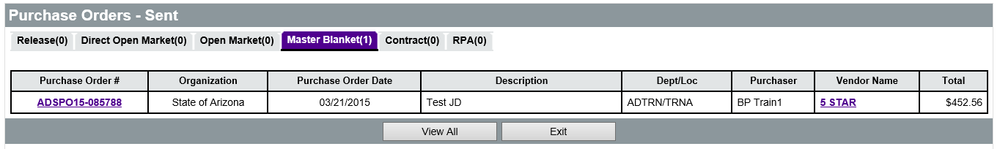 Purchase Orders - Sent
Release(0) Direct Open Market(0) Open Market(0) Master Blanket(1) Contract(0) RPA(0)
Purchase Order # Organization Purchase Order Date Description Dept/Loc Purchaser Vendor Name Total
ADSPO15-085788 State of Arizona 03/21/2015 Test JD ADTRN/TRNA BP Train1 5 STAR $452.56
View All Exit